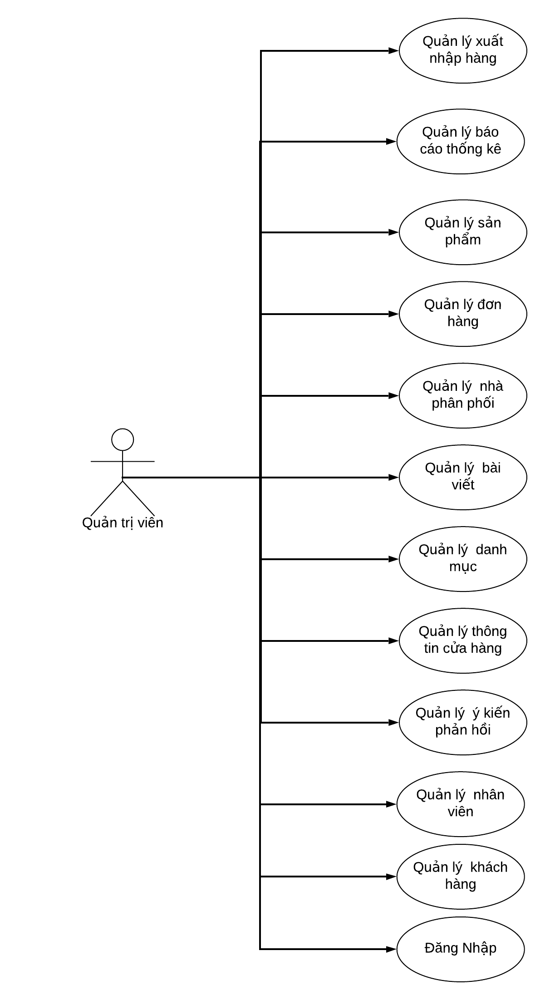 Quản lý xuất
nhập hàng
Quản lý báo
cáo thống kê
Quản lý sản
phẩm
Quản lý đơn
hàng
Quản lý  nhà
phân phối
Quản lý  bài
viết
Quản trị viên
Quản lý  danh
mục
Quản lý thông
tin cửa hàng
Quản lý  ý kiến
phản hồi
Quản lý  nhân
viên
Quản lý  khách
hàng
Đăng Nhập